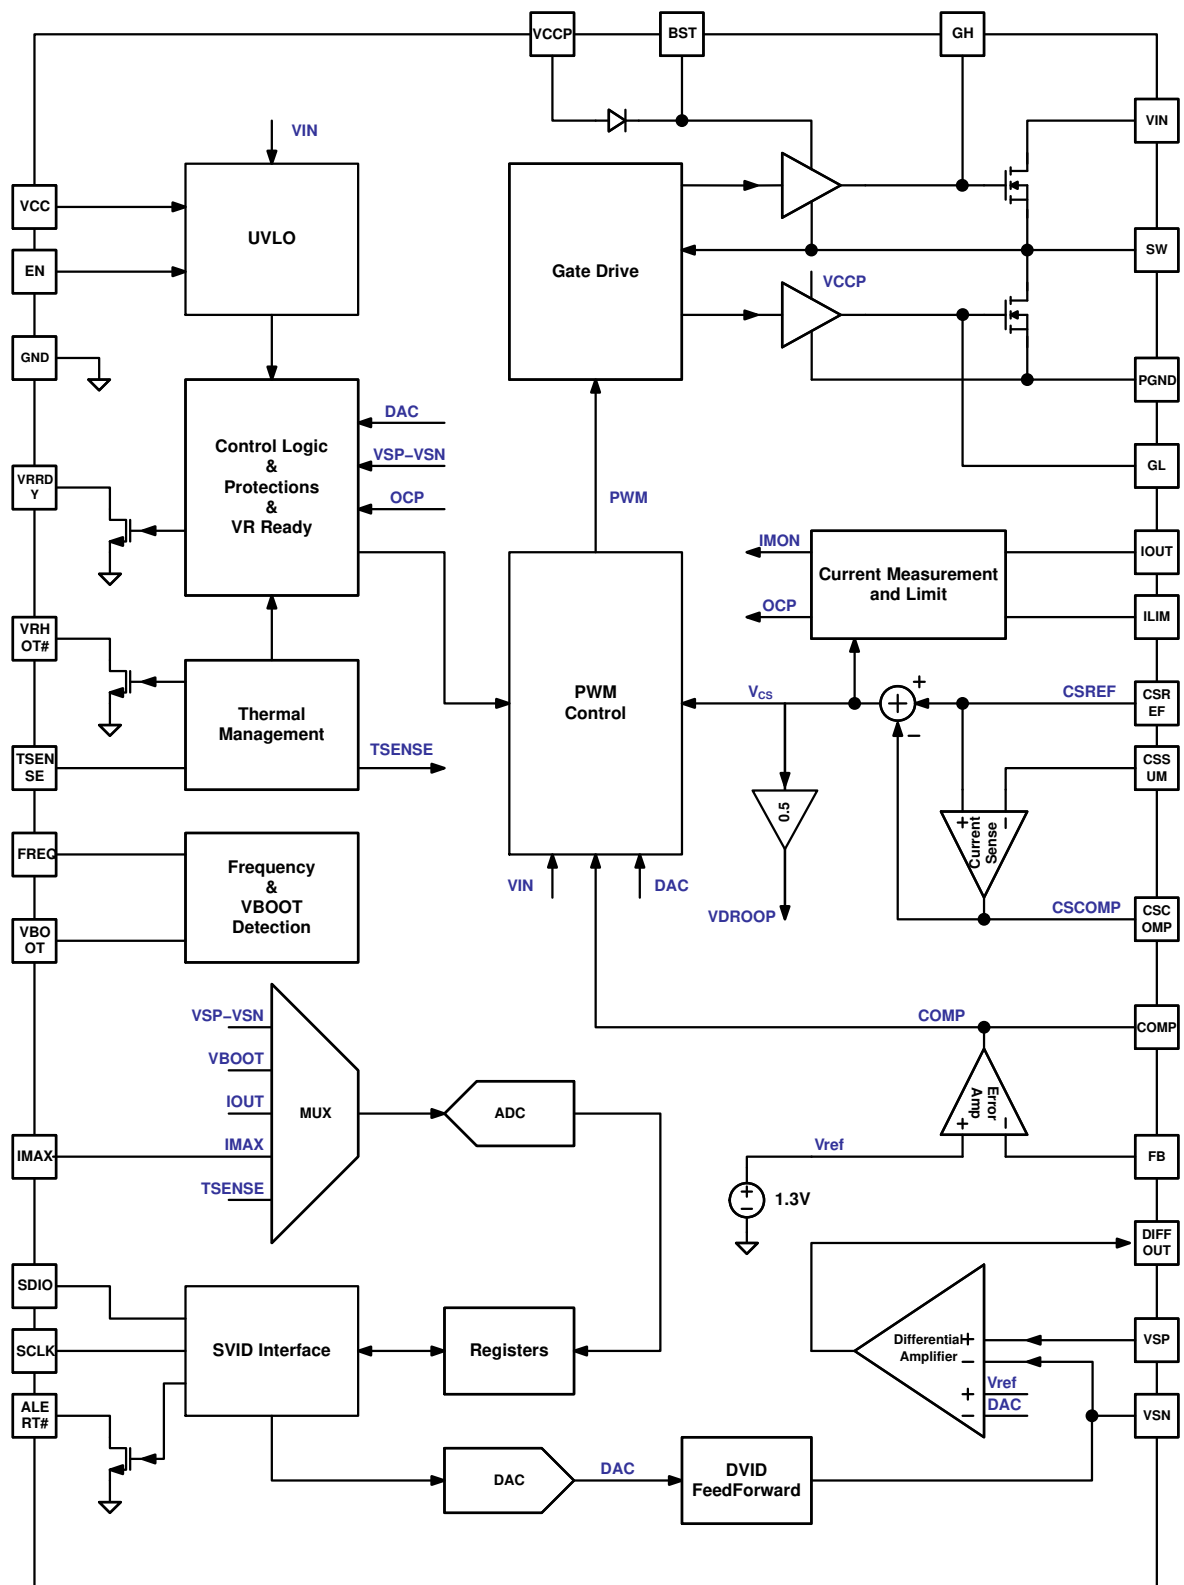 VCCP
BST
GH
VIN
VIN
VCC
UVLO
EN
SW
Gate Drive
VCCP
GND
PGND
DAC
Control Logic
&
Protections
&
VR Ready
VSP–VSN
OCP
GL
VRRD
Y
PWM
IMON
OCP
Current Measurement
and Limit
IOUT
ILIM
VRH
OT#
Thermal
Management
TSENSE
TSEN
SE
PWM
Control
VCS
+
+
–
CSREF
CSR
EF
CSS
UM
0.5
+
–
Current
Sense
FREQ
Frequency
&
VBOOT
Detection
VBO
OT
VIN
DAC
VDROOP
CSCOMP
CSC
OMP
VSP–VSN
VBOOT
IOUT
IMAX
TSENSE
MUX
ADC
IMAX
COMP
COMP
Error
Amp
+
–
Vref
FB
+
–
1.3V
DIFF
OUT
SDIO
SCLK
ALE
RT#
SVID Interface
Registers
Differential
Amplifier
+
–
+
–
Vref
DAC
VSP
VSN
DAC
DAC
DVID
FeedForward